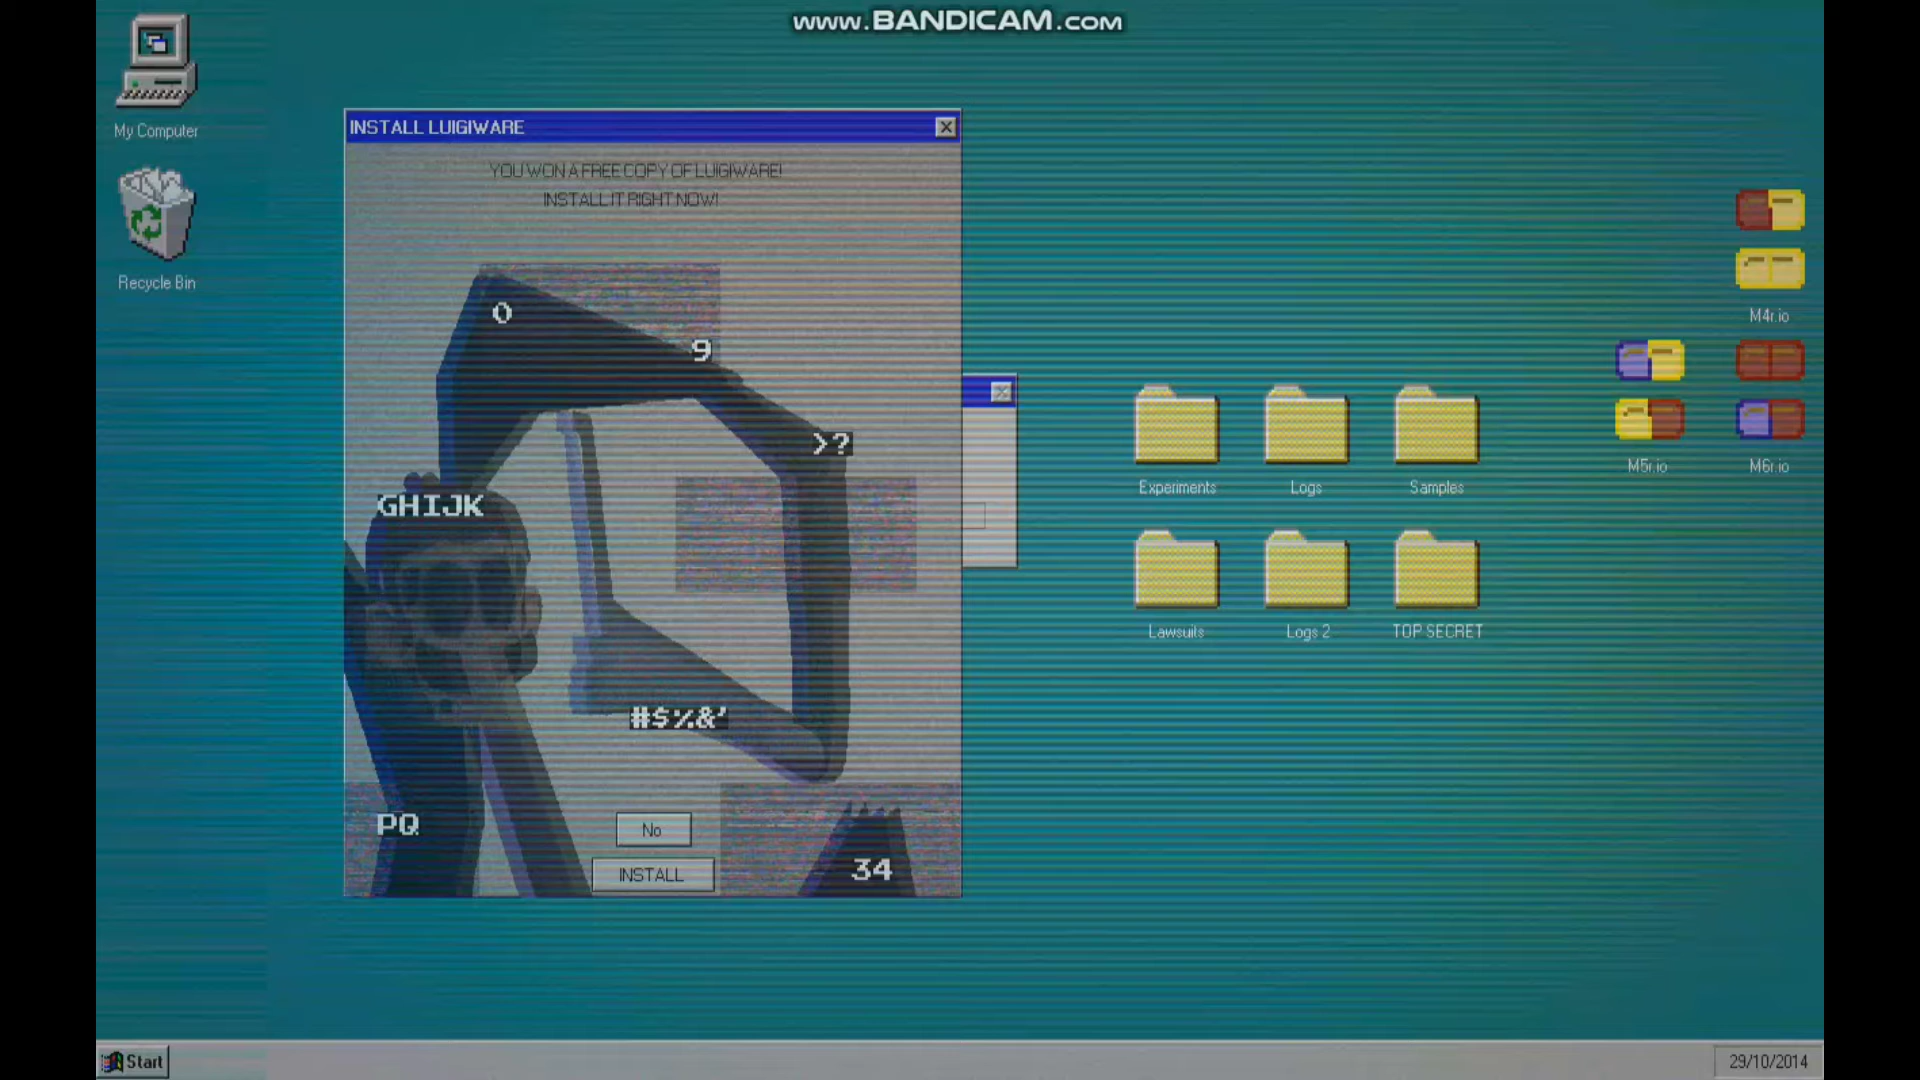 www.BANDICAM.com
My Computer
Recycle Bin
INSTALL LUIGIWARE
YOU WON A FREE COPY OF LUIGIWARE!
INSTALL IT RIGHT NOW!
0
9
>?
GHIJK
#$%&'
PQ
34
No
INSTALL
Experiments
Logs
Samples
Lawsuits
Logs 2
TOP SECRET
M4r.io
M5r.io
M6r.io
Start
29/10/2014